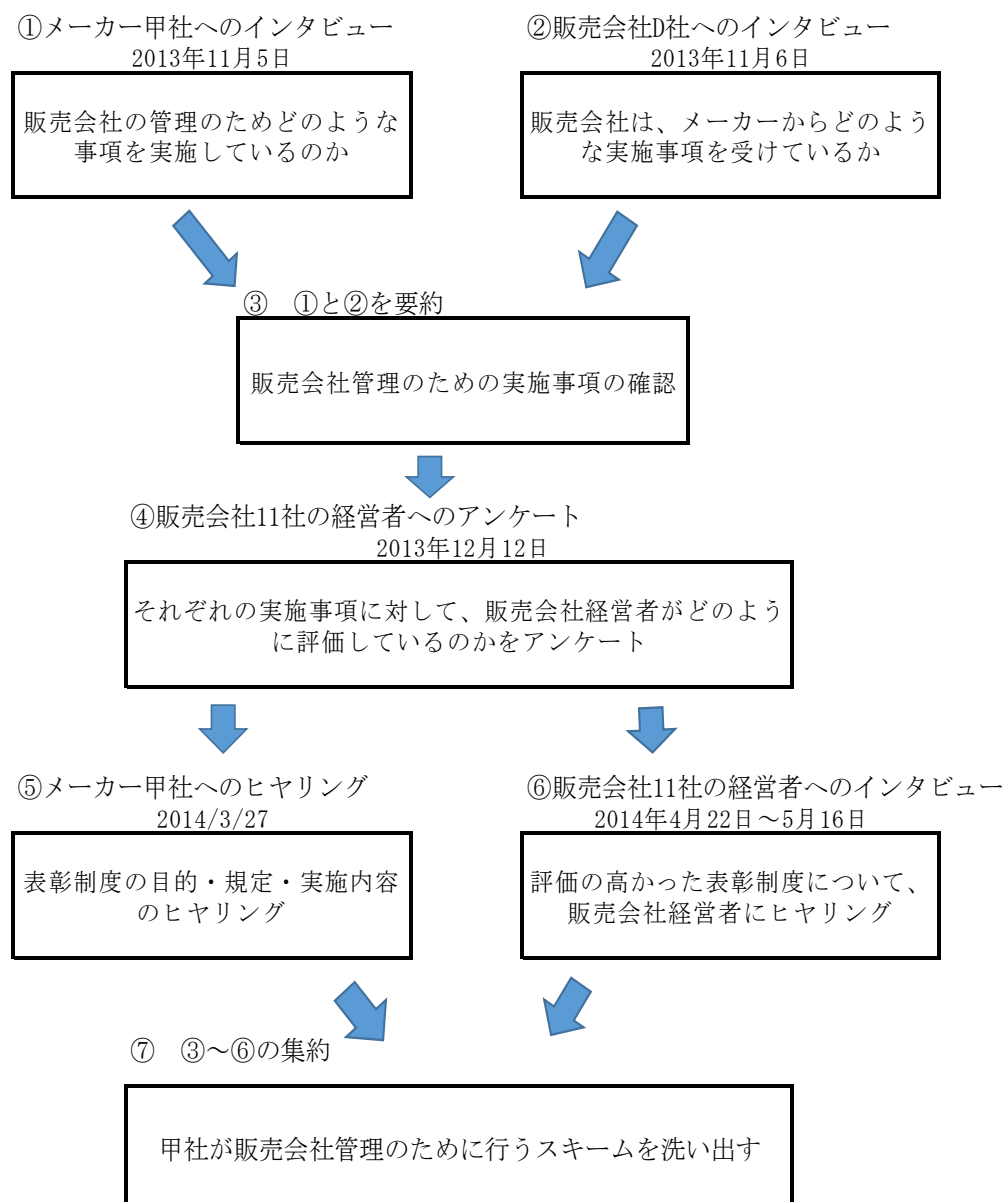 ①メーカー甲社へのインタビュー
2013年11月5日
販売会社の管理のためどのような
事項を実施しているのか
②販売会社D社へのインタビュー
2013年11月6日
販売会社は、メーカーからどのよう
な実施事項を受けているか
③　①と②を要約
販売会社管理のための実施事項の確認
④販売会社11社の経営者へのアンケート
2013年12月12日
それぞれの実施事項に対して、販売会社経営者がどのよう
に評価しているのかをアンケート
⑤メーカー甲社へのヒヤリング
2014/3/27
表彰制度の目的・規定・実施内容
のヒヤリング
⑥販売会社11社の経営者へのインタビュー
2014年4月22日～5月16日
評価の高かった表彰制度について、
販売会社経営者にヒヤリング
⑦　③～⑥の集約
甲社が販売会社管理のために行うスキームを洗い出す